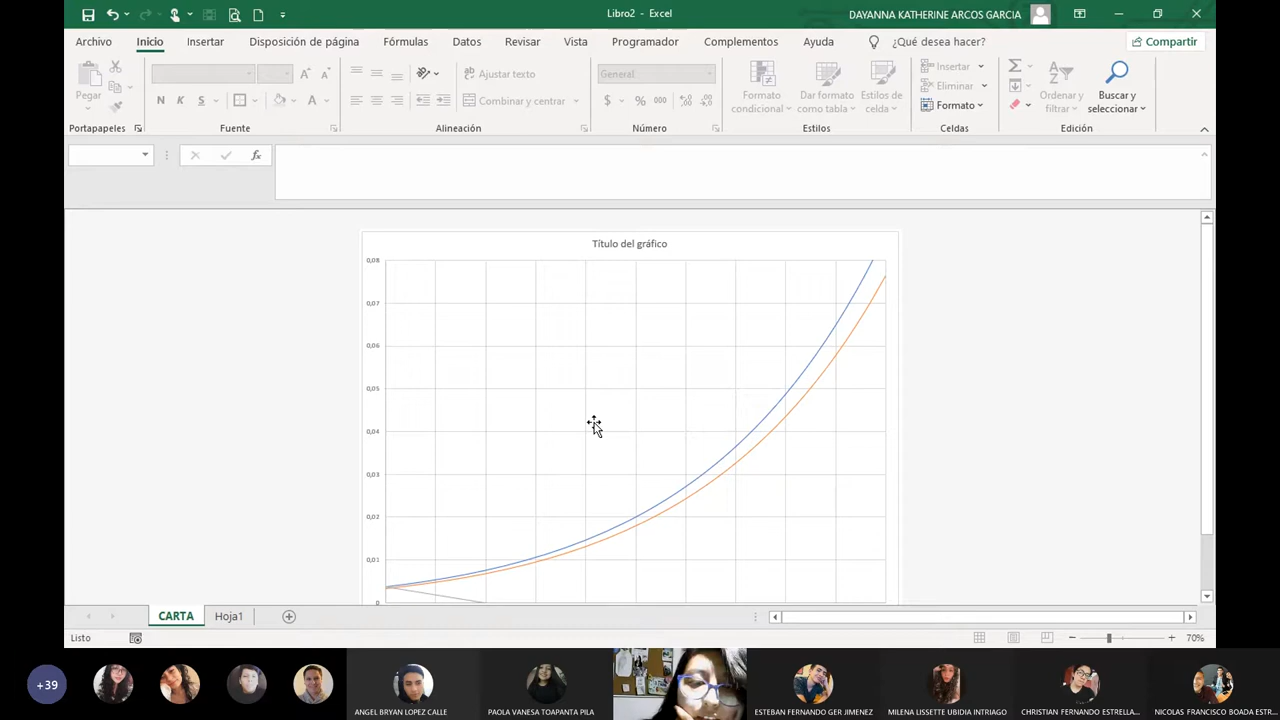 Libro2 - Excel
DAYANNA KATHERINE ARCOS GARCIA
Archivo Inicio Insertar Disposición de página Fórmulas Datos Revisar Vista Programador Complementos Ayuda ¿Qué desea hacer? Compartir
Pegar
N K S A A A
Ajustar texto
Combinar y centrar
General
$ % 000
Formato condicional
Dar formato como tabla
Estilos de celda
Insertar
Eliminar
Formato
Ordenar y filtrar
Buscar y seleccionar
Portapapeles Fuente Alineación Número Estilos Celdas Edición
fx
Título del gráfico
0,08
0,07
0,06
0,05
0,04
0,03
0,02
0,01
0
CARTA Hoja1
Listo 70%
+39
ANGEL BRYAN LOPEZ CALLE
PAOLA VANESA TOAPANTA PILA
ESTEBAN FERNANDO GER JIMENEZ
MILENA LISSETTE UBIDIA INTRIAGO
CHRISTIAN FERNANDO ESTRELLA...
NICOLAS FRANCISCO BOADA ESTR...